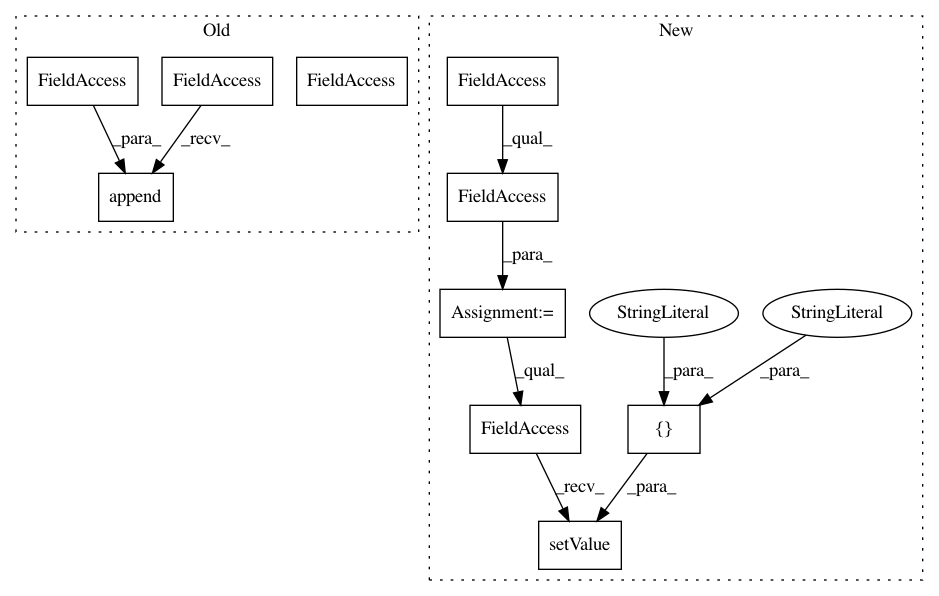 Old
New
FieldAccess
FieldAccess
FieldAccess
FieldAccess
_para_
_recv_
_qual_
append
FieldAccess
_para_
Assignment:=
StringLiteral
StringLiteral
_qual_
_para_
_para_
FieldAccess
{}
_recv_
_para_
setValue